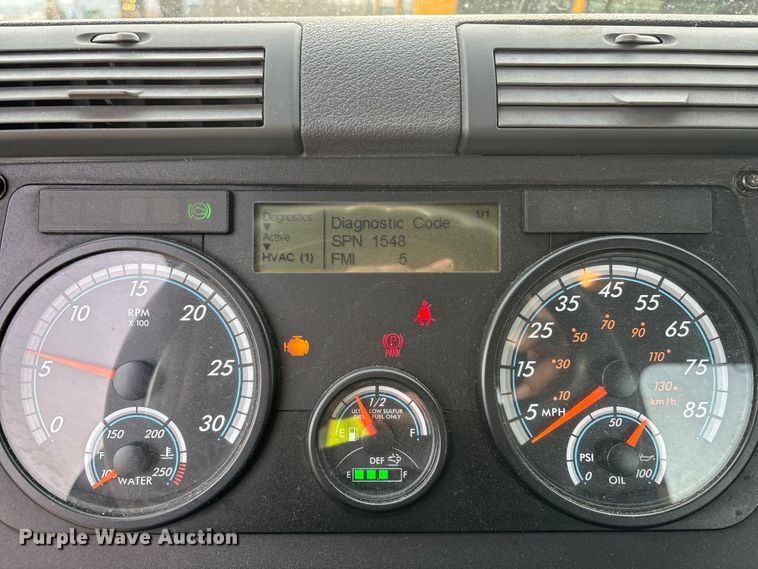 Diagnostics
Active
HVAC (1)
Diagnostic Code
1/1
SPN 1548
FMI 5
RPM
X 100
0
5
10
15
20
25
30
°F
150
200
250
WATER
PARK
1/2
ULTRA LOW SULFUR
DIESEL FUEL ONLY
E
F
DEF
E
F
5
15
25
35
45
55
65
75
85
MPH
10
30
50
70
90
110
130
km/h
PSI
0
50
100
OIL
Purple Wave Auction